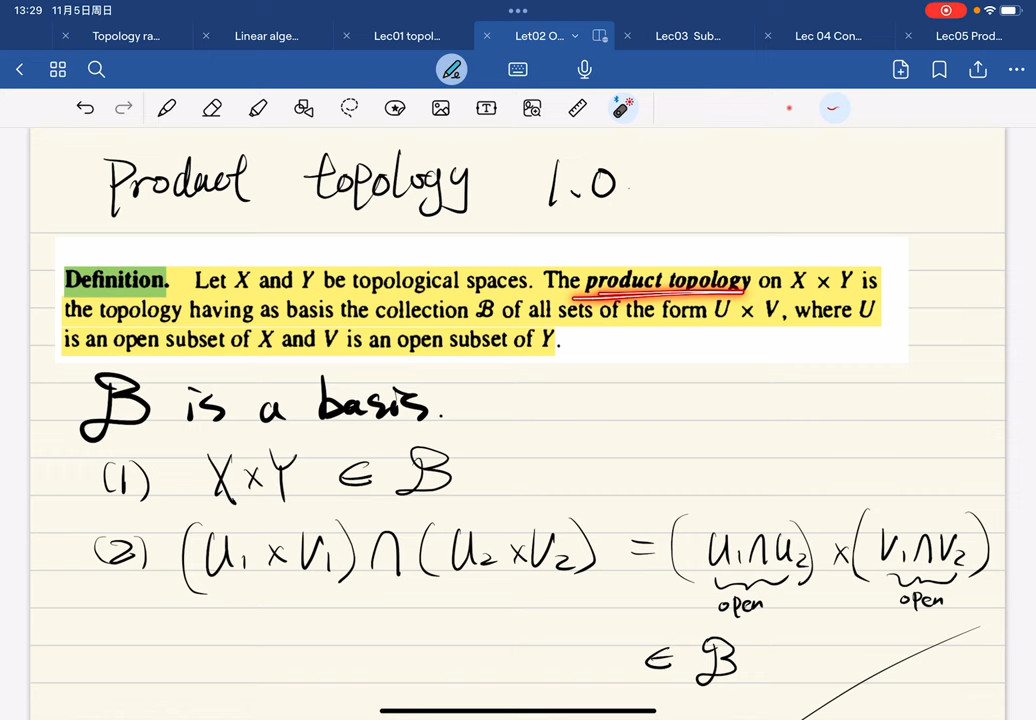 13:29 11月5日周日
Topology ra... Linear alge... Lec01 topol... Let02 O... Lec03 Sub... Lec 04 Con... Lec05 Prod...
Product topology 1.0
Definition. Let X and Y be topological spaces. The product topology on X × Y is
the topology having as basis the collection ℬ of all sets of the form U × V, where U
is an open subset of X and V is an open subset of Y.
ℬ is a basis.
(1) X×Y ∈ ℬ
(2) (U₁ × V₁) ∩ (U₂ × V₂) = (U₁∩U₂) × (V₁∩V₂)
open open
∈ ℬ